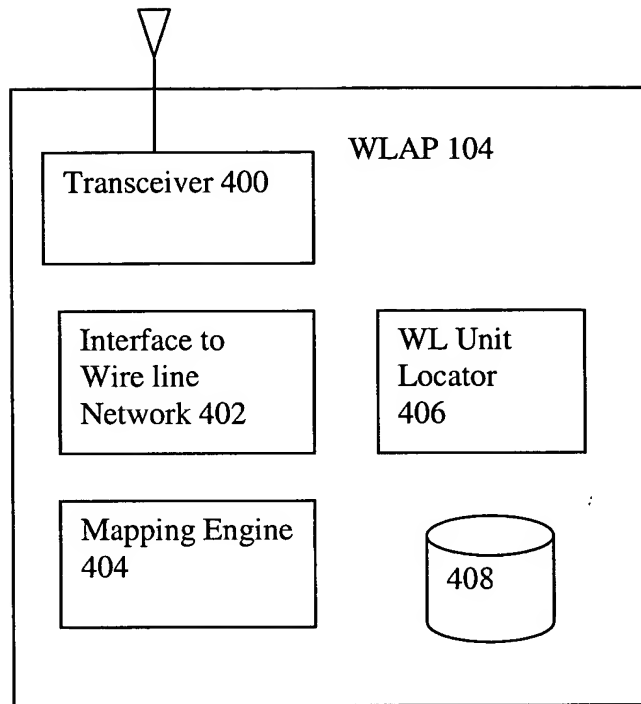 WLAP 104
Transceiver 400
Interface to
Wire line
Network 402
WL Unit
Locator
406
Mapping Engine
404
408